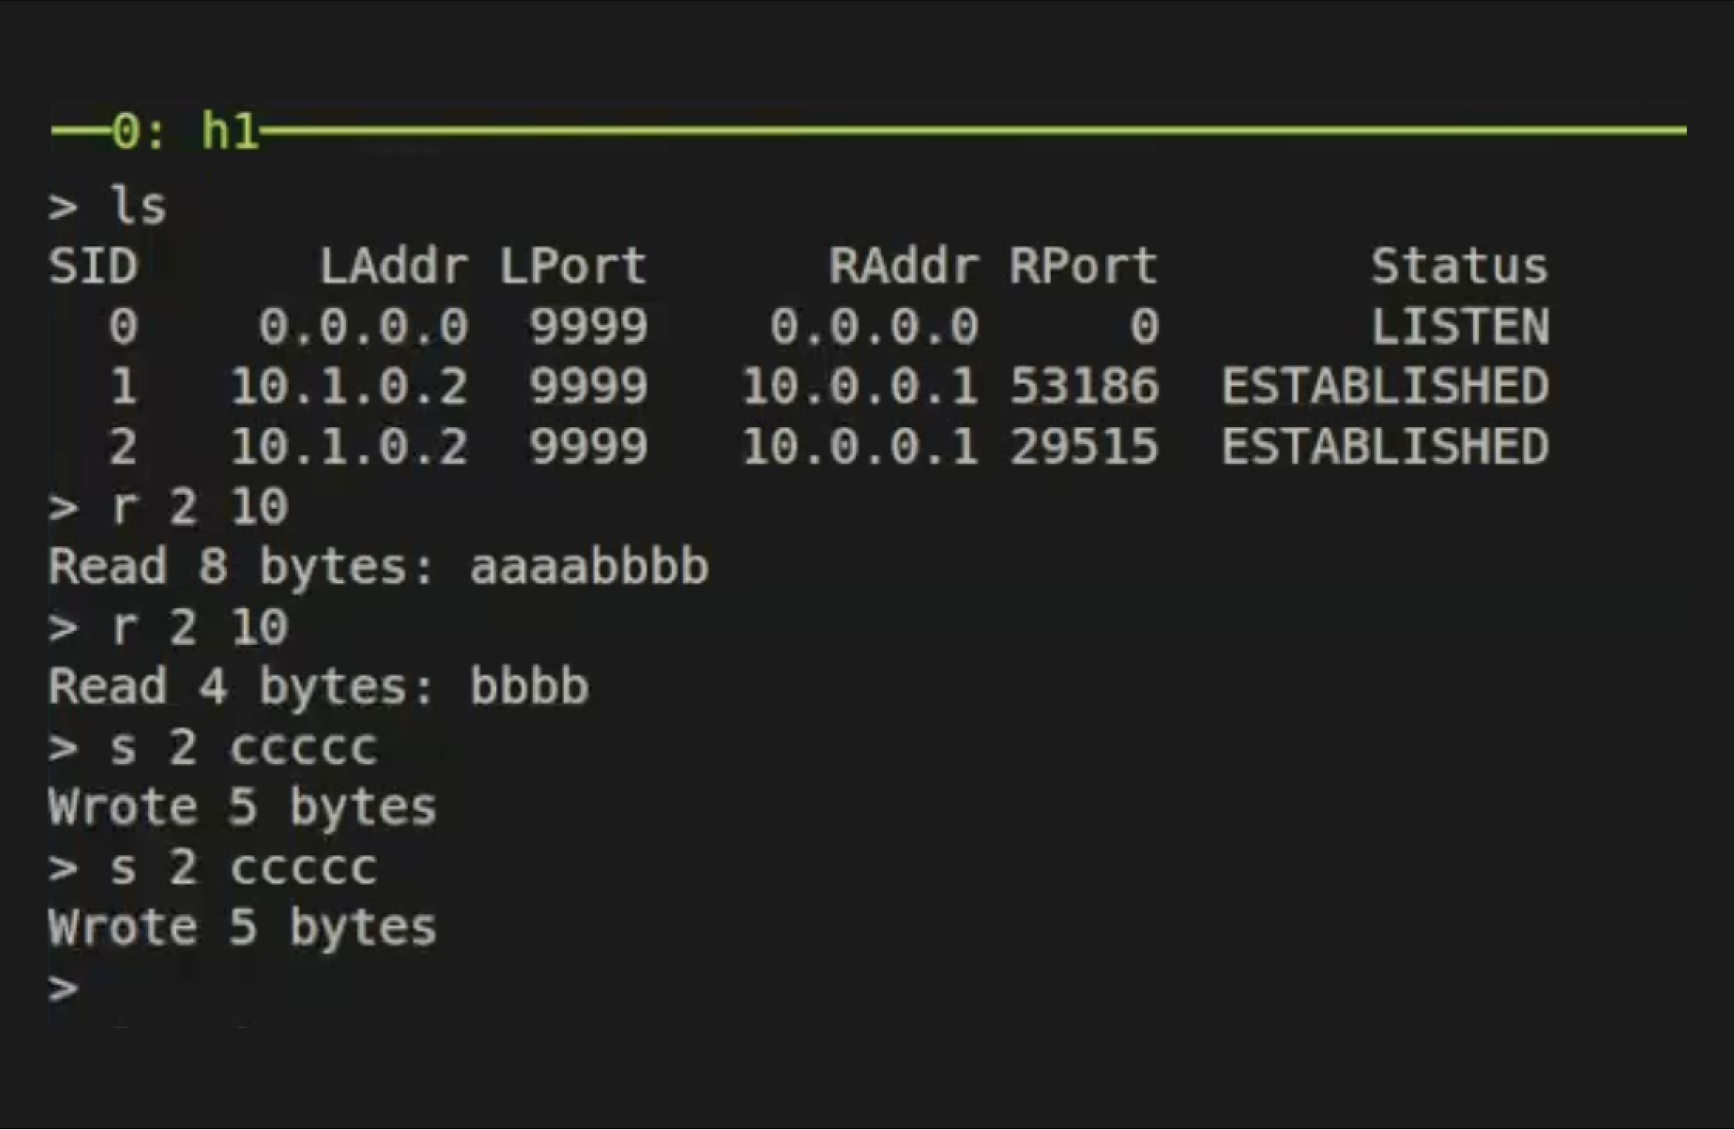 0: h1
> ls
SID      LAddr LPort      RAddr RPort       Status
  0    0.0.0.0  9999    0.0.0.0     0       LISTEN
  1   10.1.0.2  9999   10.0.0.1 53186  ESTABLISHED
  2   10.1.0.2  9999   10.0.0.1 29515  ESTABLISHED
> r 2 10
Read 8 bytes: aaaabbbb
> r 2 10
Read 4 bytes: bbbb
> s 2 ccccc
Wrote 5 bytes
> s 2 ccccc
Wrote 5 bytes
>